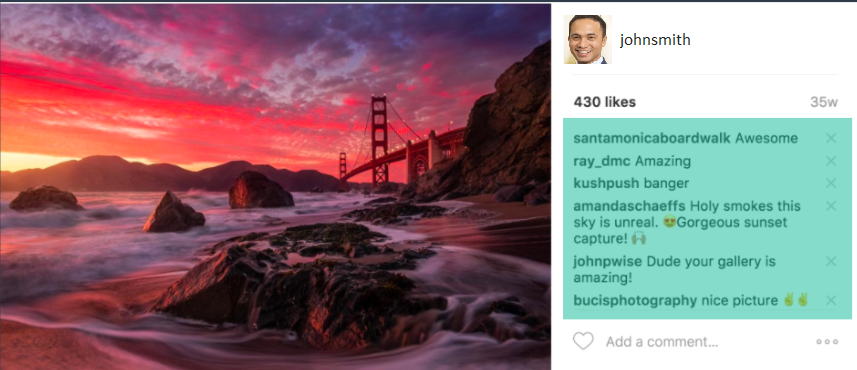 johnsmith
430 likes 35w
santamonicaboardwalk Awesome
ray_dmc Amazing
kushpush banger
amandaschaeffs Holy smokes this
sky is unreal. 😍Gorgeous sunset
capture! 🙌
johnpwise Dude your gallery is
amazing!
bucisphotography nice picture ✌️✌️
Add a comment...